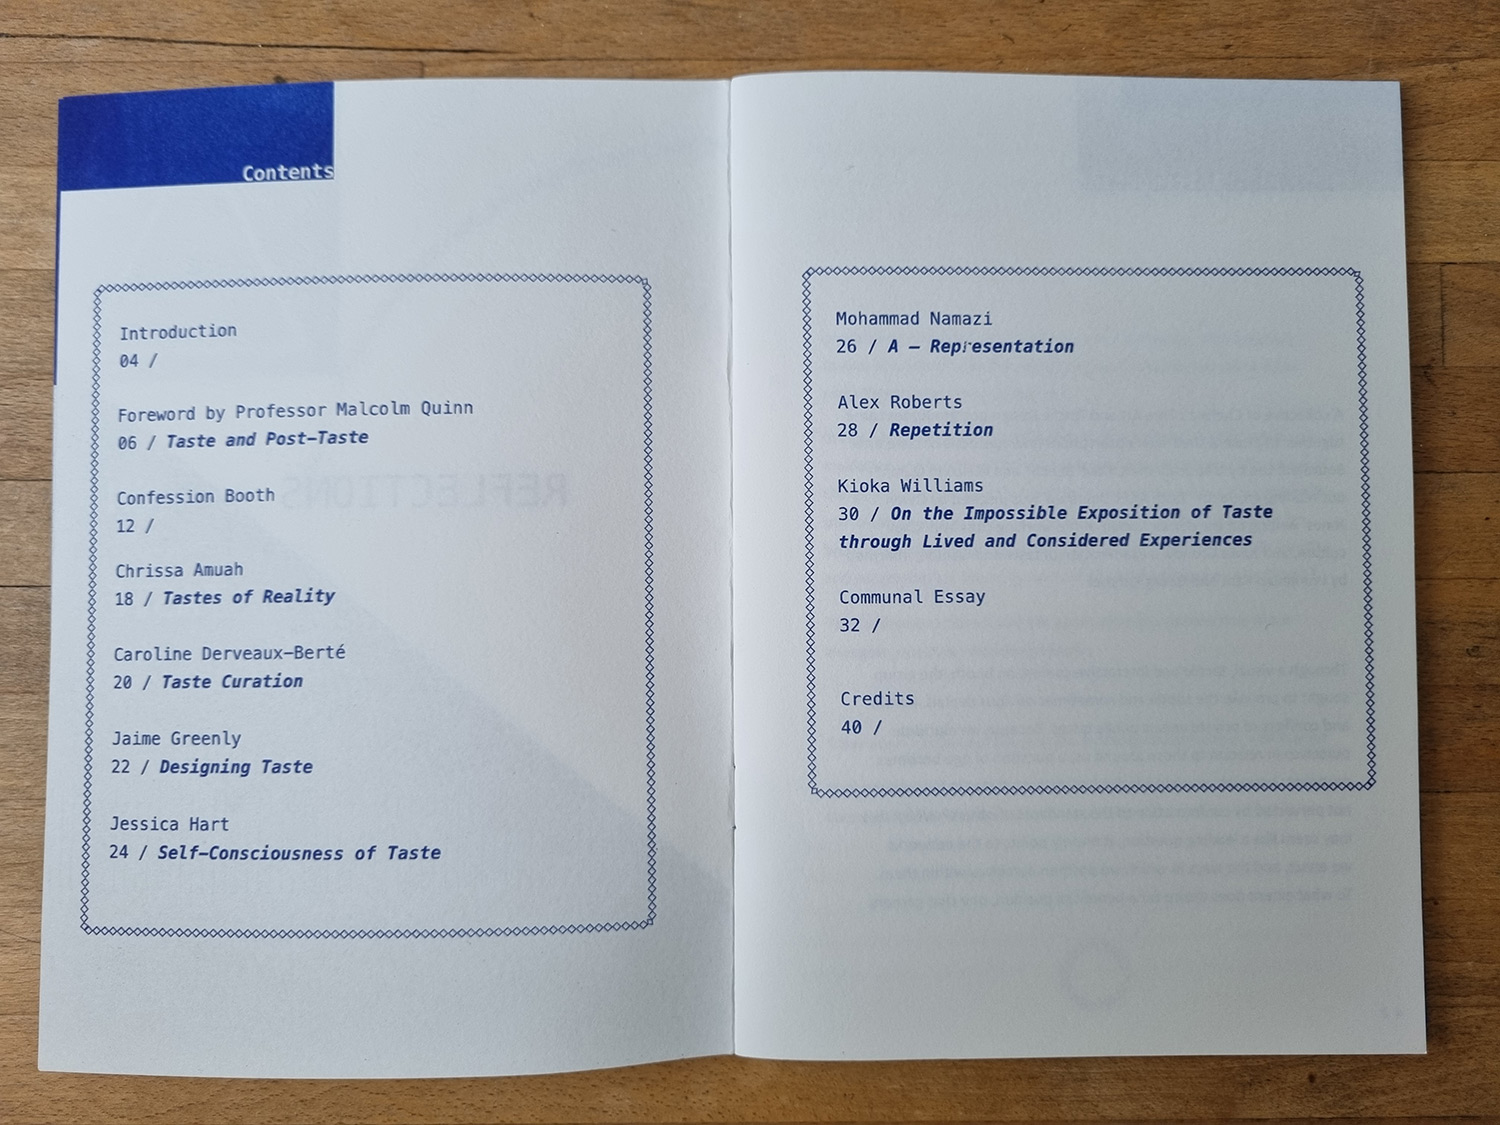 Contents
Introduction
04 /
Foreword by Professor Malcolm Quinn
06 / Taste and Post-Taste
Confession Booth
12 /
Chrissa Amuah
18 / Tastes of Reality
Caroline Derveaux-Berté
20 / Taste Curation
Jaime Greenly
22 / Designing Taste
Jessica Hart
24 / Self-Consciousness of Taste
Mohammad Namazi
26 / A – Representation
Alex Roberts
28 / Repetition
Kioka Williams
30 / On the Impossible Exposition of Taste
through Lived and Considered Experiences
Communal Essay
32 /
Credits
40 /
REFLECTIONS